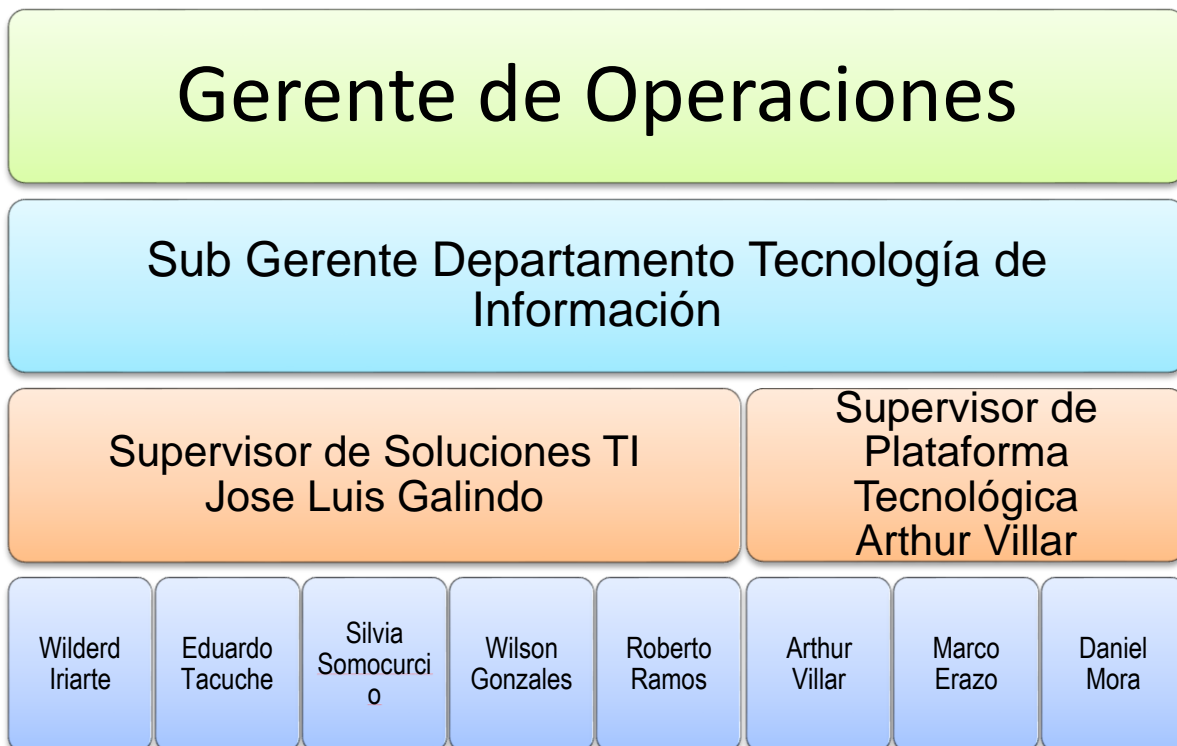 Gerente de Operaciones
Sub Gerente Departamento Tecnología de
Información
Supervisor de Soluciones TI
Jose Luis Galindo
Supervisor de
Plataforma
Tecnológica
Arthur Villar
Wilderd
Iriarte
Eduardo
Tacuche
Silvia
Somocurci
o
Wilson
Gonzales
Roberto
Ramos
Arthur
Villar
Marco
Erazo
Daniel
Mora